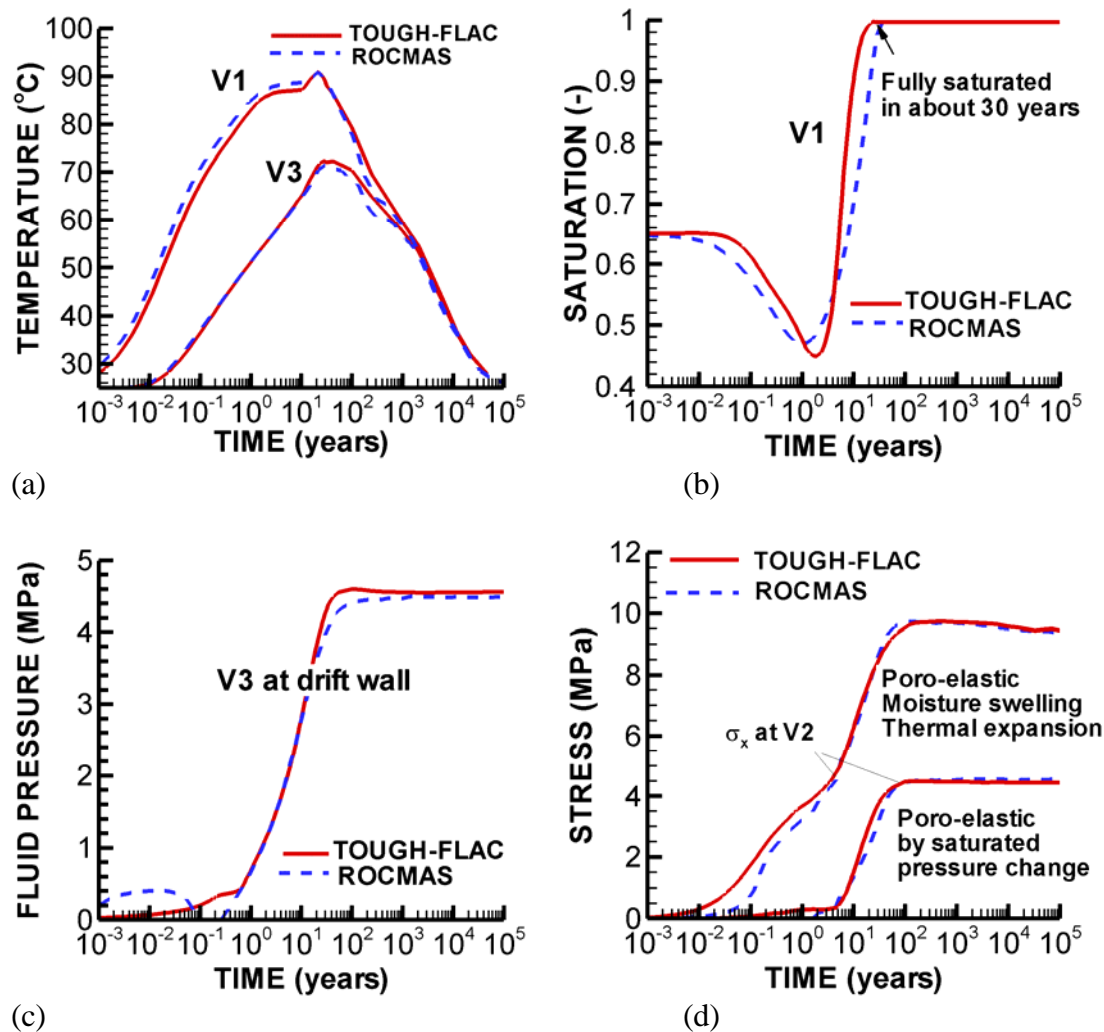 100
90
80
70
60
50
40
30
TEMPERATURE (°C)
TOUGH-FLAC
ROCMAS
V1
V3
10^-3 10^-2 10^-1 10^0 10^1 10^2 10^3 10^4 10^5
TIME (years)
(a)
1
0.9
0.8
0.7
0.6
0.5
0.4
SATURATION (-)
Fully saturated
in about 30 years
V1
TOUGH-FLAC
ROCMAS
10^-3 10^-2 10^-1 10^0 10^1 10^2 10^3 10^4 10^5
TIME (years)
(b)
5
4
3
2
1
0
FLUID PRESSURE (MPa)
V3 at drift wall
TOUGH-FLAC
ROCMAS
10^-3 10^-2 10^-1 10^0 10^1 10^2 10^3 10^4 10^5
TIME (years)
(c)
12
10
8
6
4
2
0
STRESS (MPa)
TOUGH-FLAC
ROCMAS
Poro-elastic
Moisture swelling
Thermal expansion
σx at V2
Poro-elastic
by saturated
pressure change
10^-3 10^-2 10^-1 10^0 10^1 10^2 10^3 10^4 10^5
TIME (years)
(d)